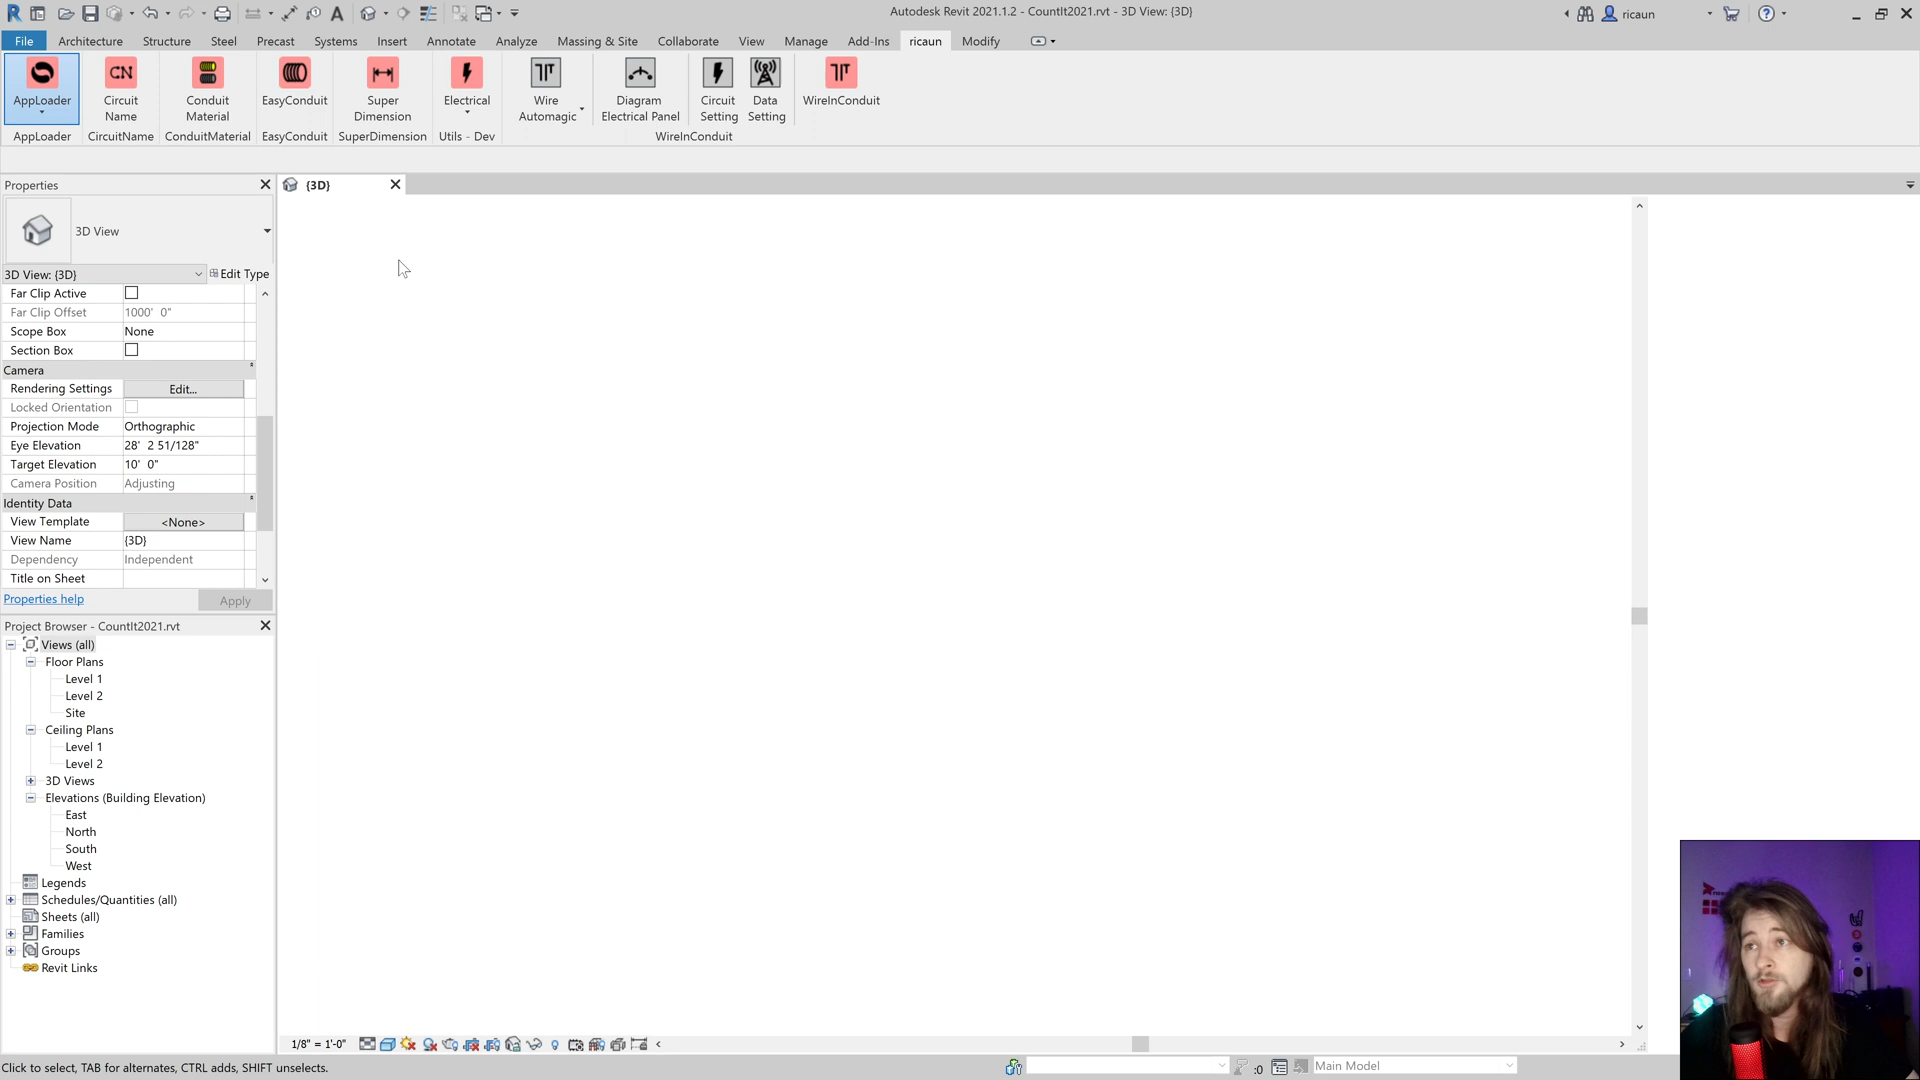 Autodesk Revit 2021.1.2 - CountIt2021.rvt - 3D View: {3D}
ricaun
File Architecture Structure Steel Precast Systems Insert Annotate Analyze Massing & Site Collaborate View Manage Add-Ins ricaun Modify
AppLoader
Circuit
Name
Conduit
Material
EasyConduit
Super
Dimension
Electrical
Wire
Automagic
Diagram
Electrical Panel
Circuit
Setting
Data
Setting
WireInConduit
AppLoader CircuitName ConduitMaterial EasyConduit SuperDimension Utils - Dev WireInConduit
Properties
{3D}
3D View
3D View: {3D} Edit Type
Far Clip Active
Far Clip Offset 1000' 0"
Scope Box None
Section Box
Camera
Rendering Settings Edit...
Locked Orientation
Projection Mode Orthographic
Eye Elevation 28' 2 51/128"
Target Elevation 10' 0"
Camera Position Adjusting
Identity Data
View Template <None>
View Name {3D}
Dependency Independent
Title on Sheet
Properties help Apply
Project Browser - CountIt2021.rvt
Views (all)
Floor Plans
Level 1
Level 2
Site
Ceiling Plans
Level 1
Level 2
3D Views
Elevations (Building Elevation)
East
North
South
West
Legends
Schedules/Quantities (all)
Sheets (all)
Families
Groups
Revit Links
1/8" = 1'-0"
Click to select, TAB for alternates, CTRL adds, SHIFT unselects.
:0
Main Model